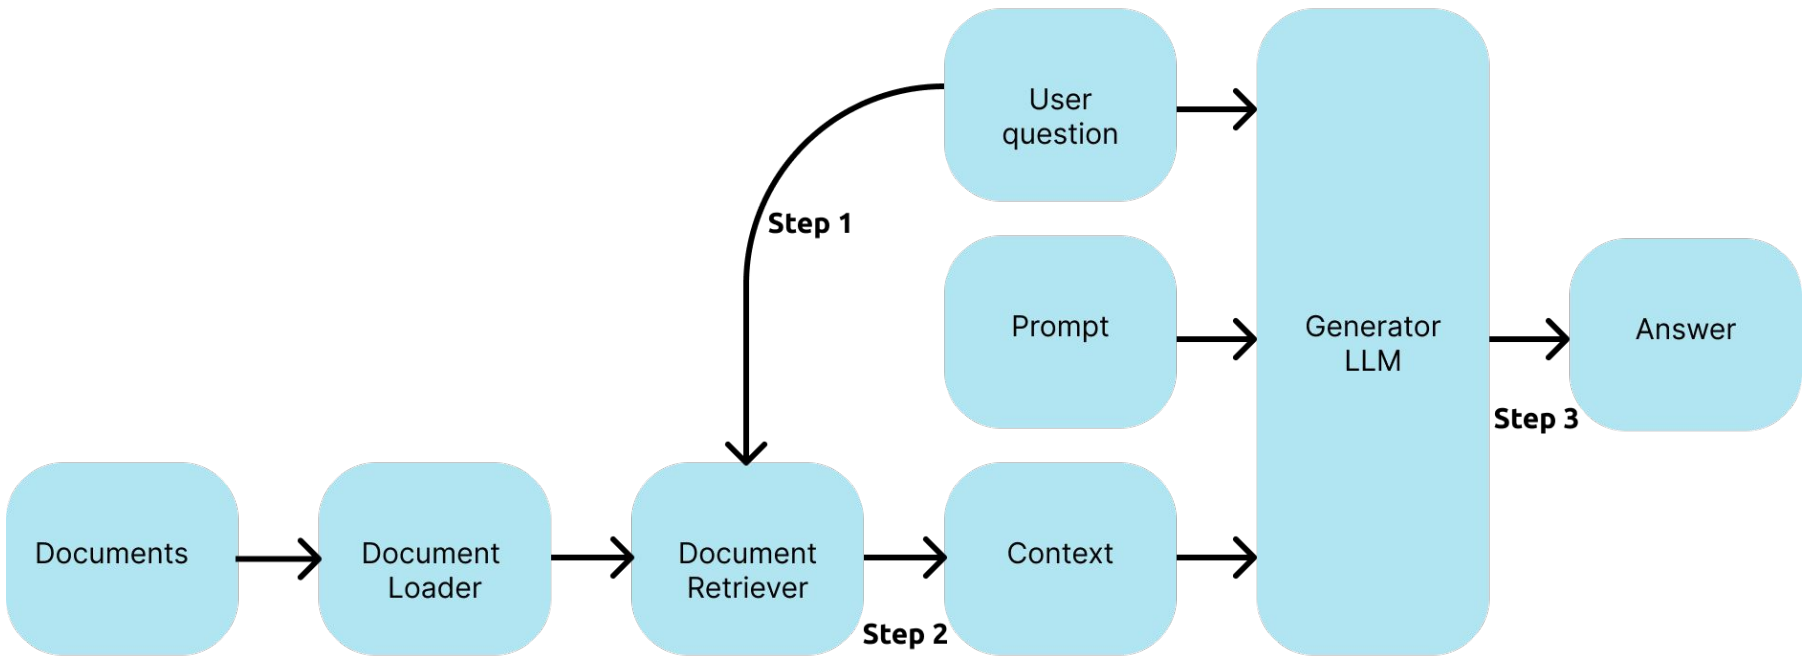 User
question
Step 1
Prompt
Generator
LLM
Answer
Step 3
Documents
Document
Loader
Document
Retriever
Context
Step 2